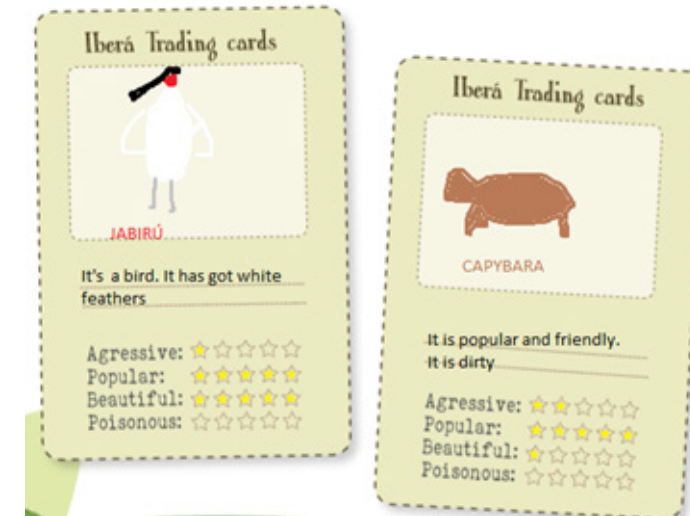 Iberá Trading cards
JABIRÚ
It's a bird. It has got white
feathers
Agressive:
Popular:
Beautiful:
Poisonous:
Iberá Trading cards
CAPYBARA
It is popular and friendly.
It is dirty
Agressive:
Popular:
Beautiful:
Poisonous: